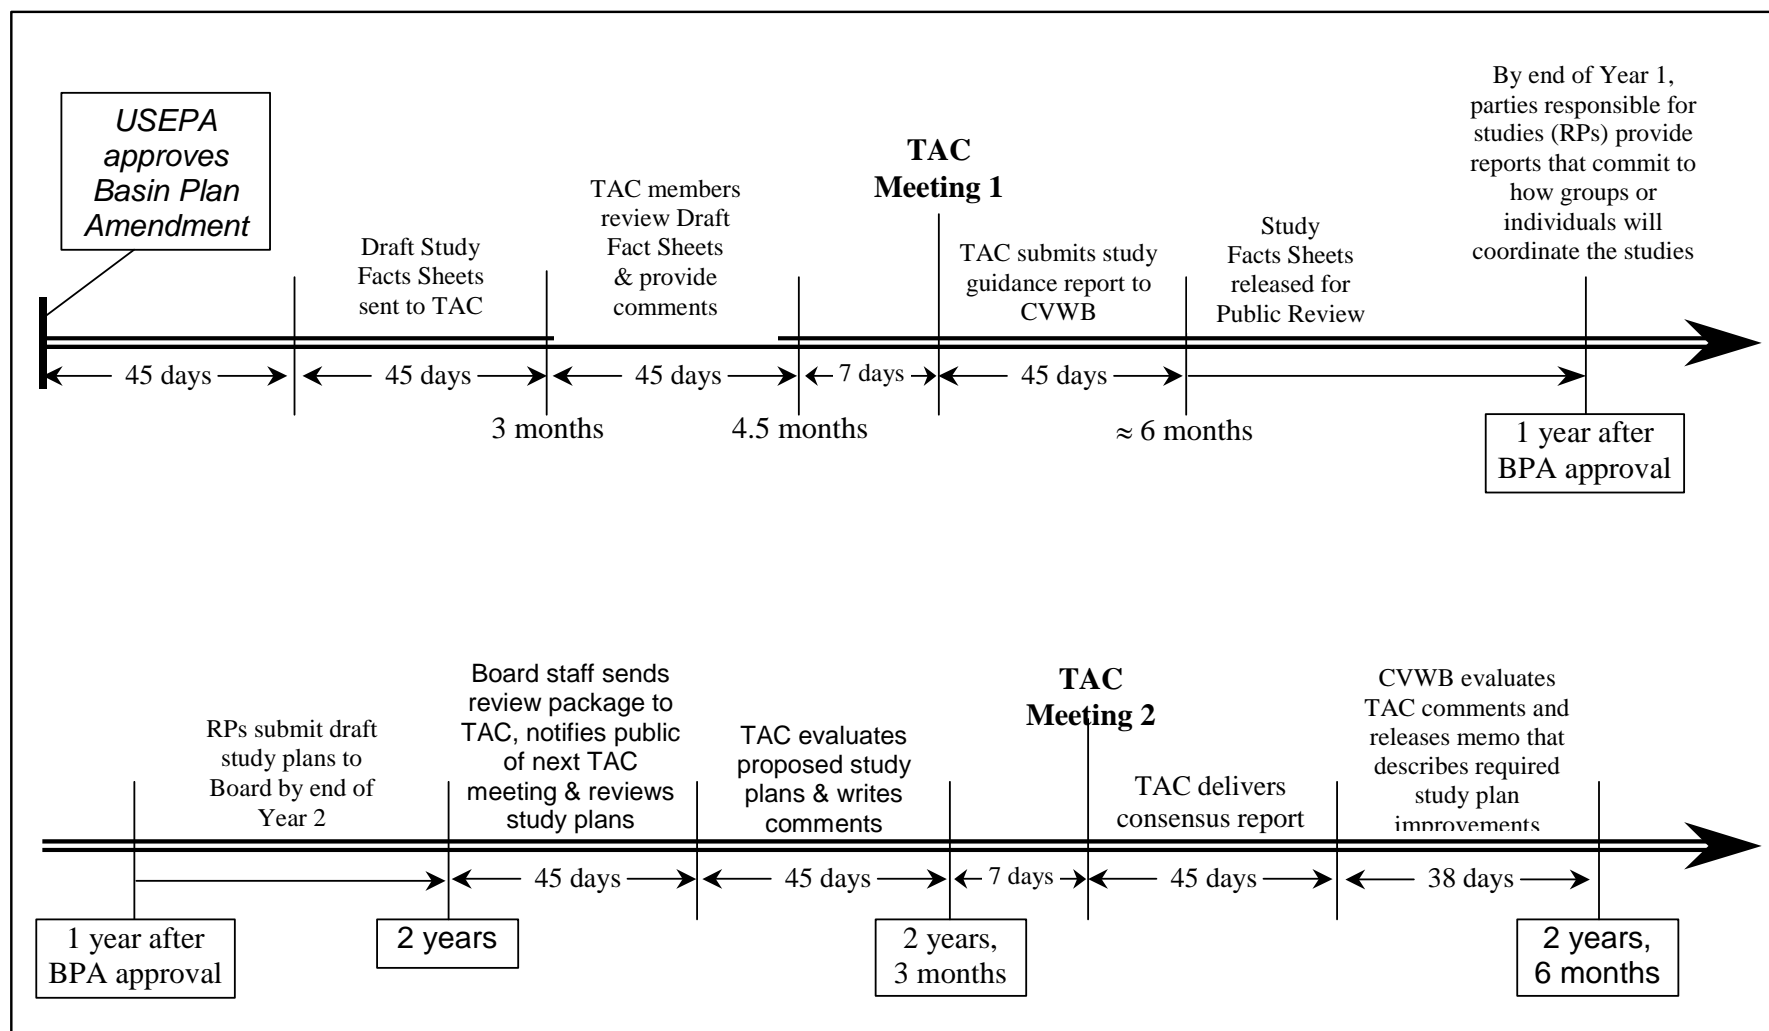 USEPA
approves
Basin Plan
Amendment
Draft Study
Facts Sheets
sent to TAC
TAC members
review Draft
Fact Sheets
& provide
comments
TAC
Meeting 1
TAC submits study
guidance report to
CVWB
Study
Facts Sheets
released for
Public Review
By end of Year 1,
parties responsible for
studies (RPs) provide
reports that commit to
how groups or
individuals will
coordinate the studies
45 days
45 days
45 days
7 days
45 days
3 months
4.5 months
≈ 6 months
1 year after
BPA approval
RPs submit draft
study plans to
Board by end of
Year 2
Board staff sends
review package to
TAC, notifies public
of next TAC
meeting & reviews
study plans
TAC evaluates
proposed study
plans & writes
comments
TAC
Meeting 2
TAC delivers
consensus report
CVWB evaluates
TAC comments and
releases memo that
describes required
study plan
improvements
45 days
45 days
7 days
45 days
38 days
1 year after
BPA approval
2 years
2 years,
3 months
2 years,
6 months